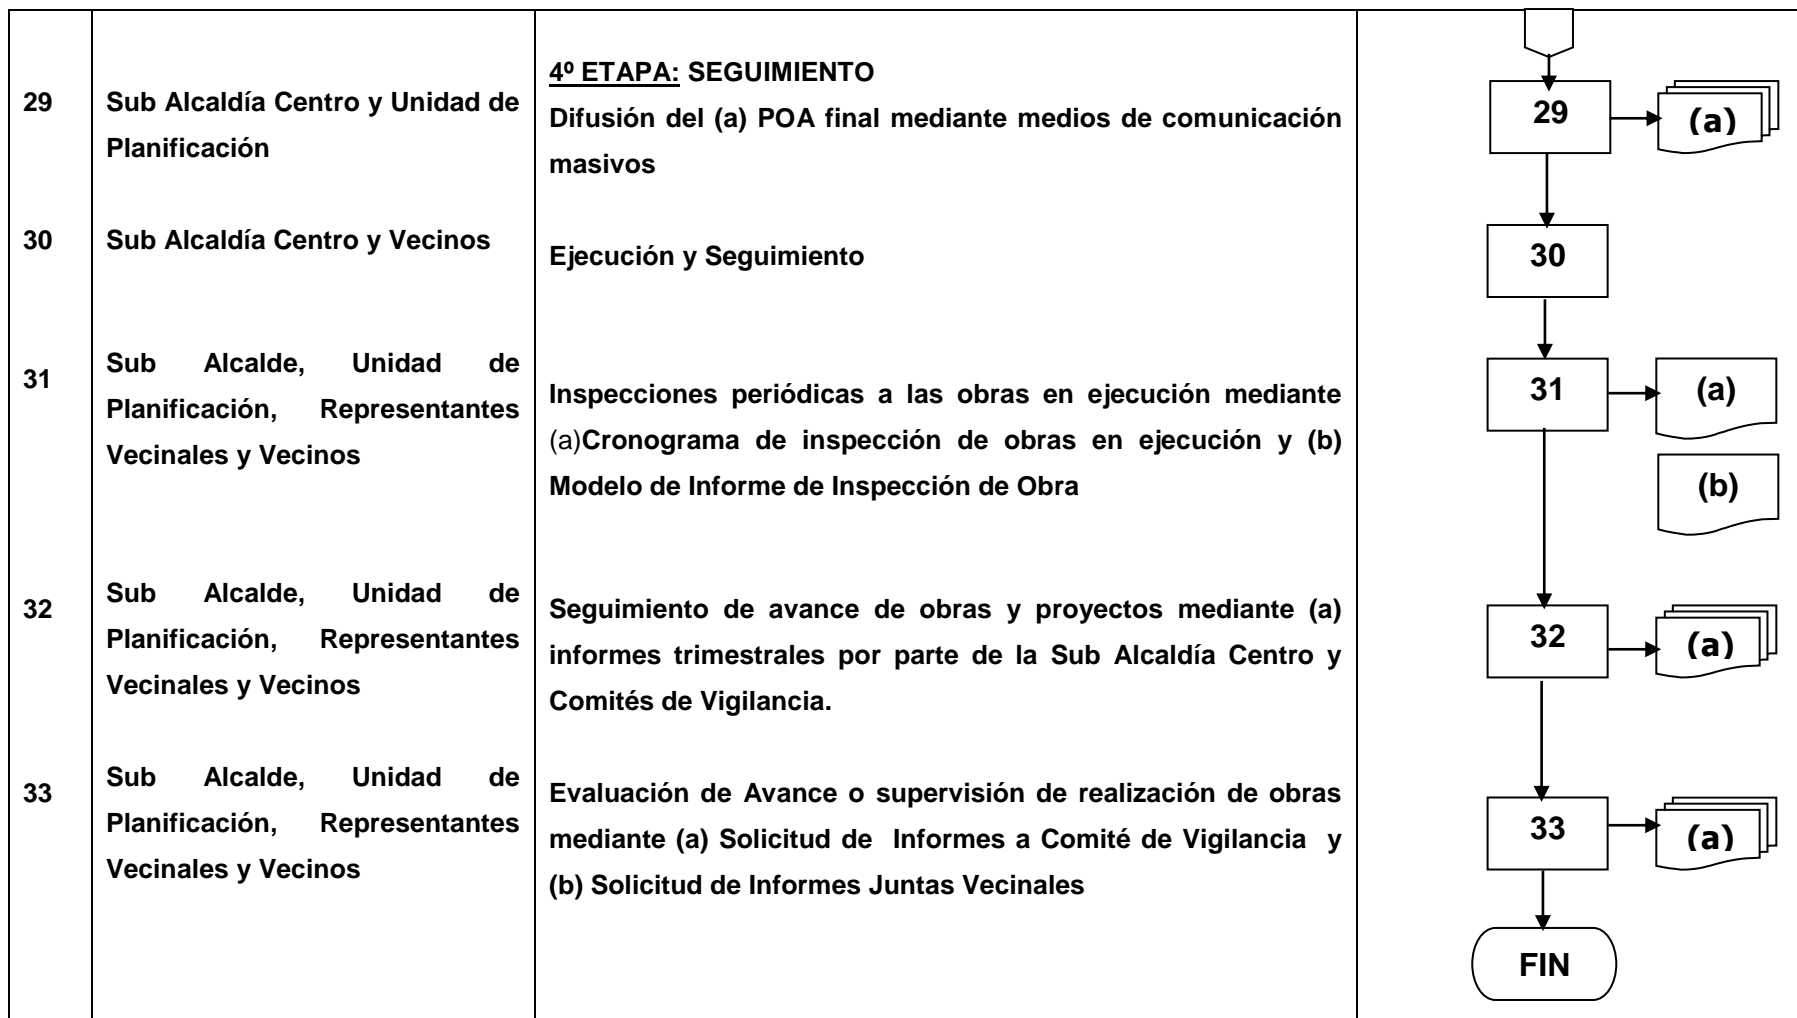 4º ETAPA: SEGUIMIENTO
29
Sub Alcaldía Centro y Unidad de
Planificación
Difusión del (a) POA final mediante medios de comunicación
masivos
29
(a)
30
Sub Alcaldía Centro y Vecinos
Ejecución y Seguimiento
30
31
Sub Alcalde, Unidad de
Planificación, Representantes
Vecinales y Vecinos
Inspecciones periódicas a las obras en ejecución mediante
(a)Cronograma de inspección de obras en ejecución y (b)
Modelo de Informe de Inspección de Obra
31
(a)
(b)
32
Sub Alcalde, Unidad de
Planificación, Representantes
Vecinales y Vecinos
Seguimiento de avance de obras y proyectos mediante (a)
informes trimestrales por parte de la Sub Alcaldía Centro y
Comités de Vigilancia.
32
(a)
33
Sub Alcalde, Unidad de
Planificación, Representantes
Vecinales y Vecinos
Evaluación de Avance o supervisión de realización de obras
mediante (a) Solicitud de Informes a Comité de Vigilancia y
(b) Solicitud de Informes Juntas Vecinales
33
(a)
FIN